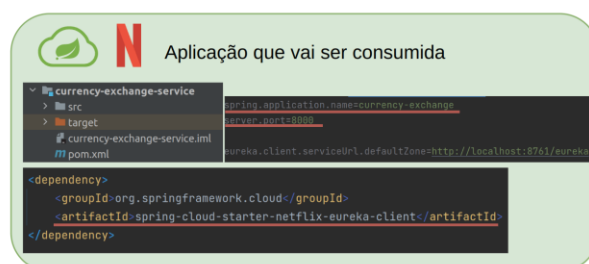 N
Aplicação que vai ser consumida
currency-exchange-service
src
target
currency-exchange-service.iml
pom.xml
spring.application.name=currency-exchange
server.port=8000
eureka.client.serviceUrl.defaultZone=http://localhost:8761/eureka
<dependency>
<groupId>org.springframework.cloud</groupId>
<artifactId>spring-cloud-starter-netflix-eureka-client</artifactId>
</dependency>